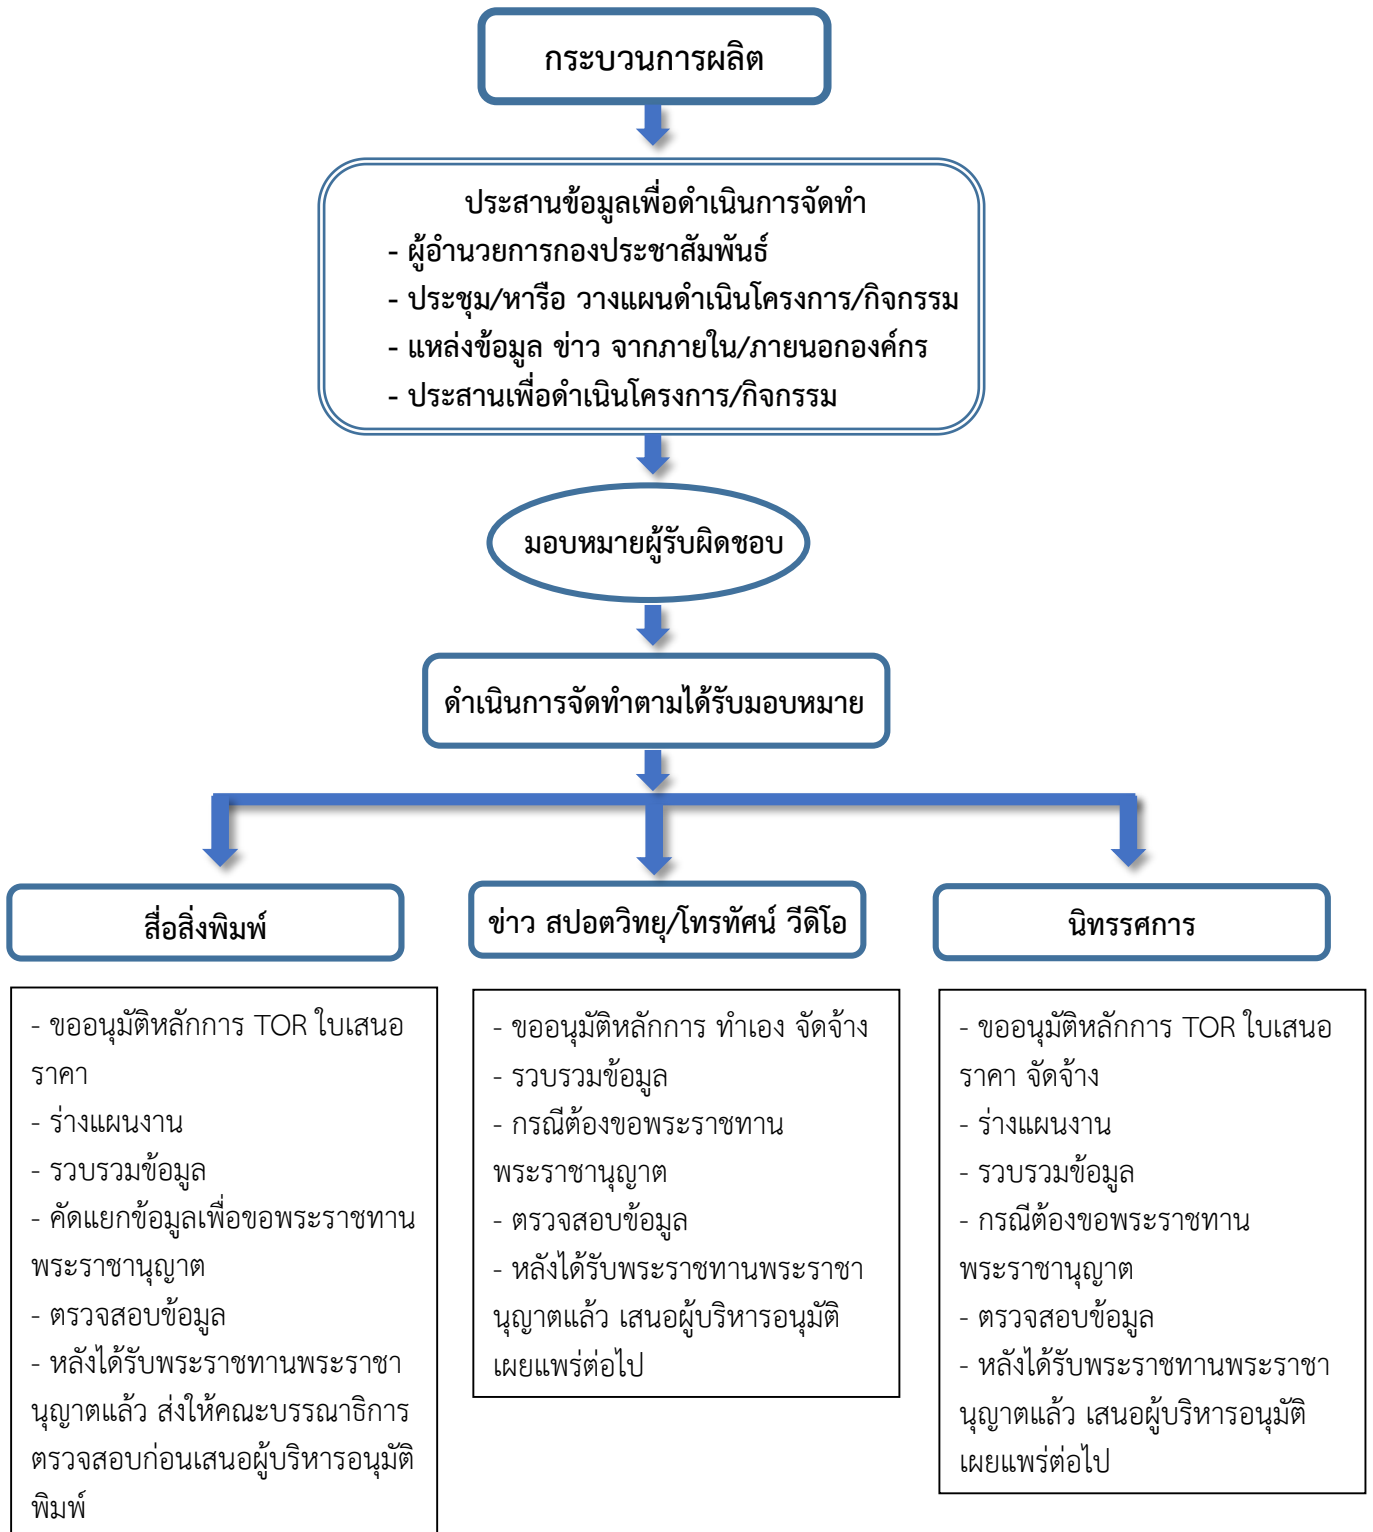 กระบวนการผลิต
ประสานข้อมูลเพื่อดำเนินการจัดทำ
- ผู้อำนวยการกองประชาสัมพันธ์
- ประชุม/หารือ วางแผนดำเนินโครงการ/กิจกรรม
- แหล่งข้อมูล ข่าว จากภายใน/ภายนอกองค์กร
- ประสานเพื่อดำเนินโครงการ/กิจกรรม
มอบหมายผู้รับผิดชอบ
ดำเนินการจัดทำตามได้รับมอบหมาย
สื่อสิ่งพิมพ์
- ขออนุมัติหลักการ TOR ใบเสนอ
ราคา
- ร่างแผนงาน
- รวบรวมข้อมูล
- คัดแยกข้อมูลเพื่อขอพระราชทาน
พระราชานุญาต
- ตรวจสอบข้อมูล
- หลังได้รับพระราชทานพระราชา
นุญาตแล้ว ส่งให้คณะบรรณาธิการ
ตรวจสอบก่อนเสนอผู้บริหารอนุมัติ
พิมพ์
ข่าว สปอตวิทยุ/โทรทัศน์ วีดิโอ
- ขออนุมัติหลักการ ทำเอง จัดจ้าง
- รวบรวมข้อมูล
- กรณีต้องขอพระราชทาน
พระราชานุญาต
- ตรวจสอบข้อมูล
- หลังได้รับพระราชทานพระราชา
นุญาตแล้ว เสนอผู้บริหารอนุมัติ
เผยแพร่ต่อไป
นิทรรศการ
- ขออนุมัติหลักการ TOR ใบเสนอ
ราคา จัดจ้าง
- ร่างแผนงาน
- รวบรวมข้อมูล
- กรณีต้องขอพระราชทาน
พระราชานุญาต
- ตรวจสอบข้อมูล
- หลังได้รับพระราชทานพระราชา
นุญาตแล้ว เสนอผู้บริหารอนุมัติ
เผยแพร่ต่อไป